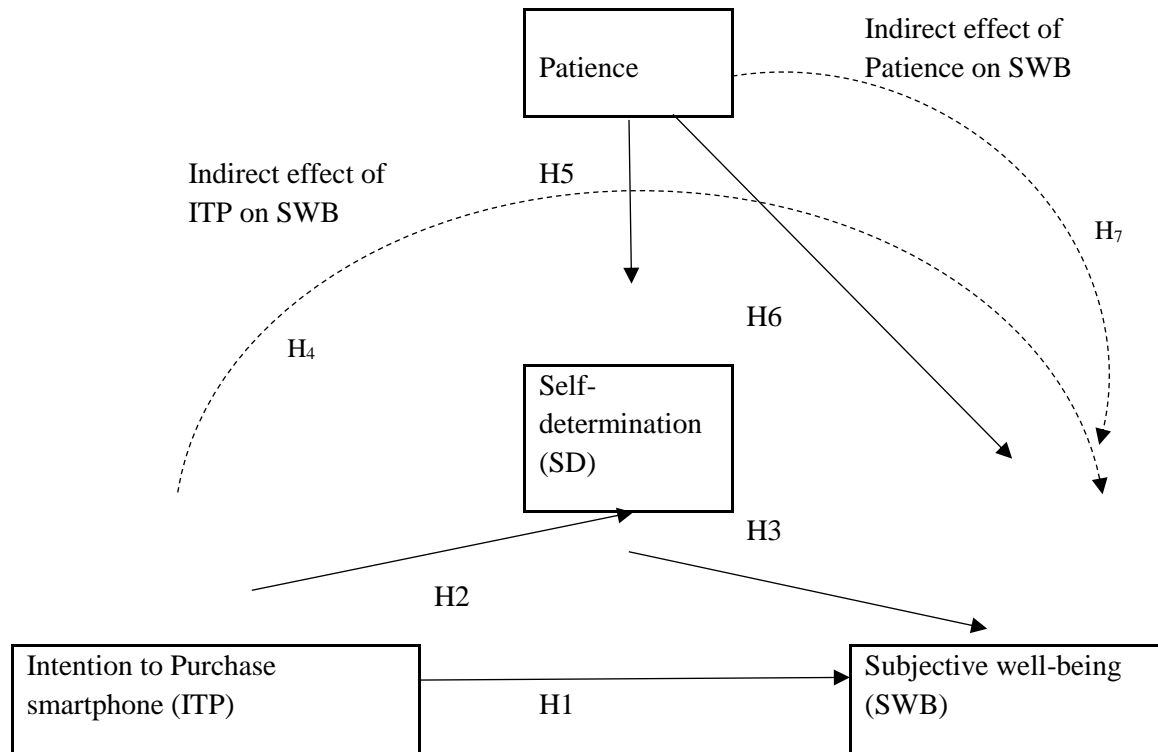 Patience
Indirect effect of
Patience on SWB
Indirect effect of
ITP on SWB
H5
H₇
H6
H₄
Self-
determination
(SD)
H3
H2
Intention to Purchase
smartphone (ITP)
H1
Subjective well-being
(SWB)